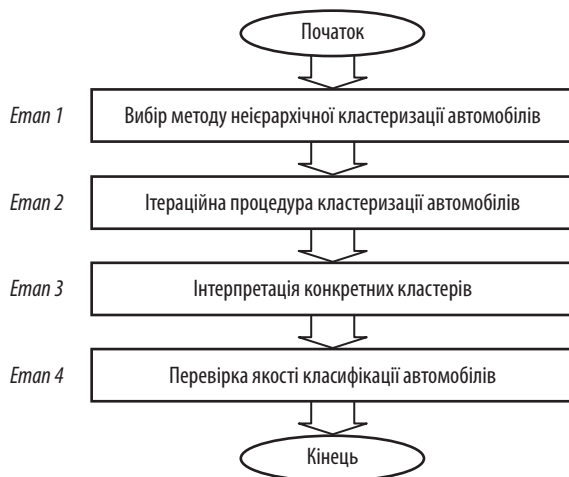 Початок
Етап 1
Вибір методу неієрархічної кластеризації автомобілів
Етап 2
Ітераційна процедура кластеризації автомобілів
Етап 3
Інтерпретація конкретних кластерів
Етап 4
Перевірка якості класифікації автомобілів
Кінець